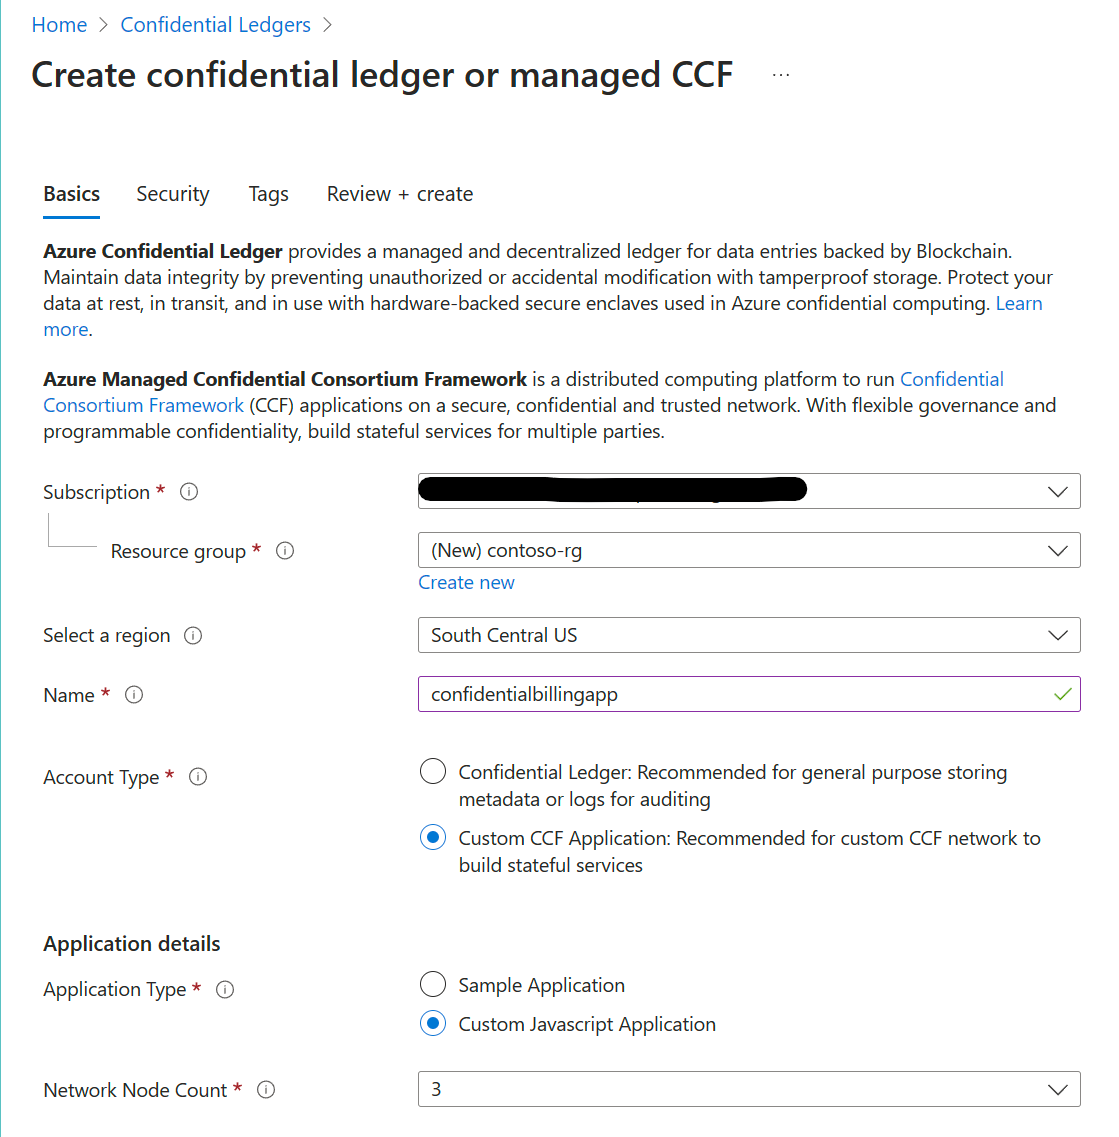 Home > Confidential Ledgers >
Create confidential ledger or managed CCF ...
Basics Security Tags Review + create
Azure Confidential Ledger provides a managed and decentralized ledger for data entries backed by Blockchain.
Maintain data integrity by preventing unauthorized or accidental modification with tamperproof storage. Protect your
data at rest, in transit, and in use with hardware-backed secure enclaves used in Azure confidential computing. Learn
more.
Azure Managed Confidential Consortium Framework is a distributed computing platform to run Confidential
Consortium Framework (CCF) applications on a secure, confidential and trusted network. With flexible governance and
programmable confidentiality, build stateful services for multiple parties.
Subscription *
Resource group * (New) contoso-rg
Create new
Select a region South Central US
Name * confidentialbillingapp
Account Type * Confidential Ledger: Recommended for general purpose storing
metadata or logs for auditing
Custom CCF Application: Recommended for custom CCF network to
build stateful services
Application details
Application Type * Sample Application
Custom Javascript Application
Network Node Count * 3